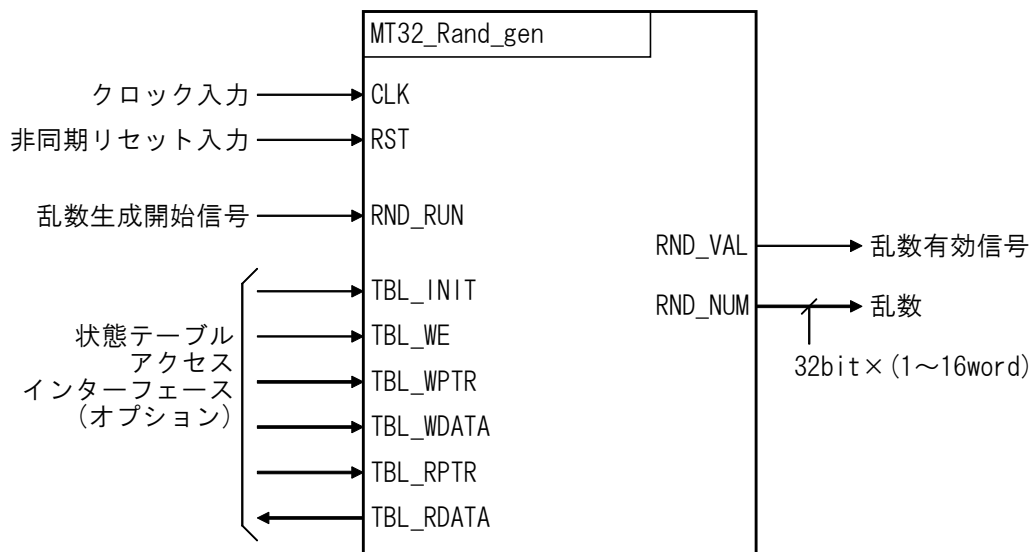 MT32_Rand_gen
クロック入力
CLK
非同期リセット入力
RST
乱数生成開始信号
RND_RUN
RND_VAL
乱数有効信号
TBL_INIT
RND_NUM
乱数
状態テーブル
アクセス
インターフェース
(オプション)
TBL_WE
32bit×(1~16word)
TBL_WPTR
TBL_WDATA
TBL_RPTR
TBL_RDATA